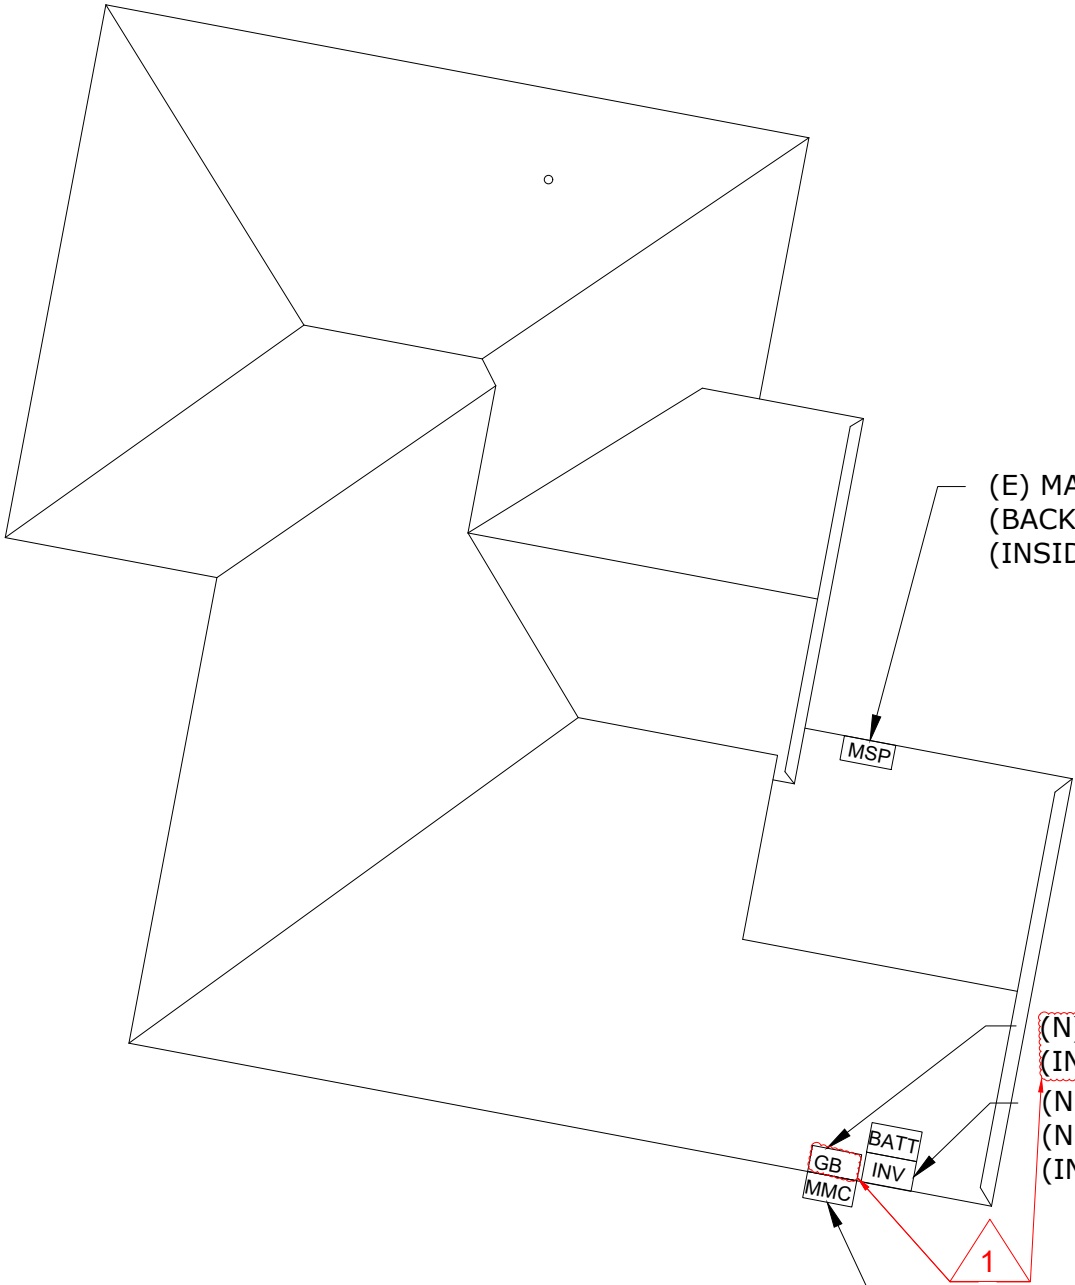 (E) MA
(BACK
(INSID
MSP
(N)
(IN
(N
(N
(IN
BATT
GB
INV
MMC
1